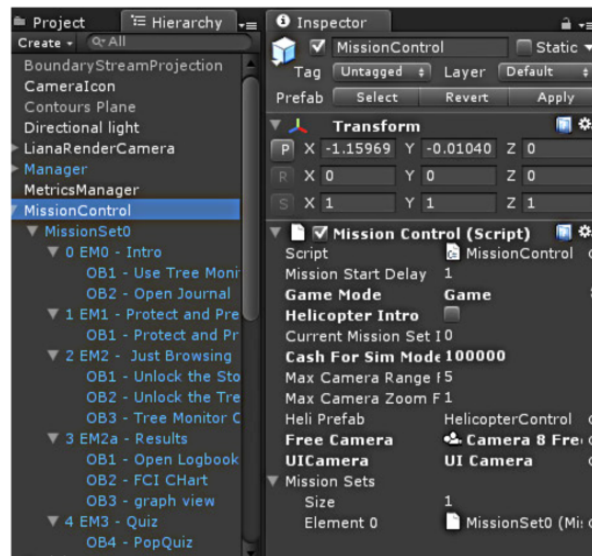 Project
Hierarchy
Create
All
BoundaryStreamProjection
CameraIcon
Contours Plane
Directional light
LianaRenderCamera
Manager
MetricsManager
MissionControl
MissionSet0
0 EM0 - Intro
OB1 - Use Tree Moni
OB2 - Open Journal
1 EM1 - Protect and Pre
OB1 - Protect and Pr
2 EM2 - Just Browsing
OB1 - Unlock the Sto
OB2 - Unlock the Tre
OB3 - Tree Monitor C
3 EM2a - Results
OB1 - Open Logbook
OB2 - FCI CHart
OB3 - graph view
4 EM3 - Quiz
OB4 - PopQuiz
Inspector
MissionControl Static
Tag Untagged Layer Default
Prefab Select Revert Apply
Transform
P X -1.15969 Y -0.01040 Z 0
R X 0 Y 0 Z 0
S X 1 Y 1 Z 1
Mission Control (Script)
Script MissionControl
Mission Start Delay 1
Game Mode Game
Helicopter Intro
Current Mission Set I 0
Cash For Sim Mode 100000
Max Camera Range F 5
Max Camera Zoom F 1
Heli Prefab HelicopterControl
Free Camera Camera 8 Free
UICamera UI Camera
Mission Sets
Size 1
Element 0 MissionSet0 (Mis